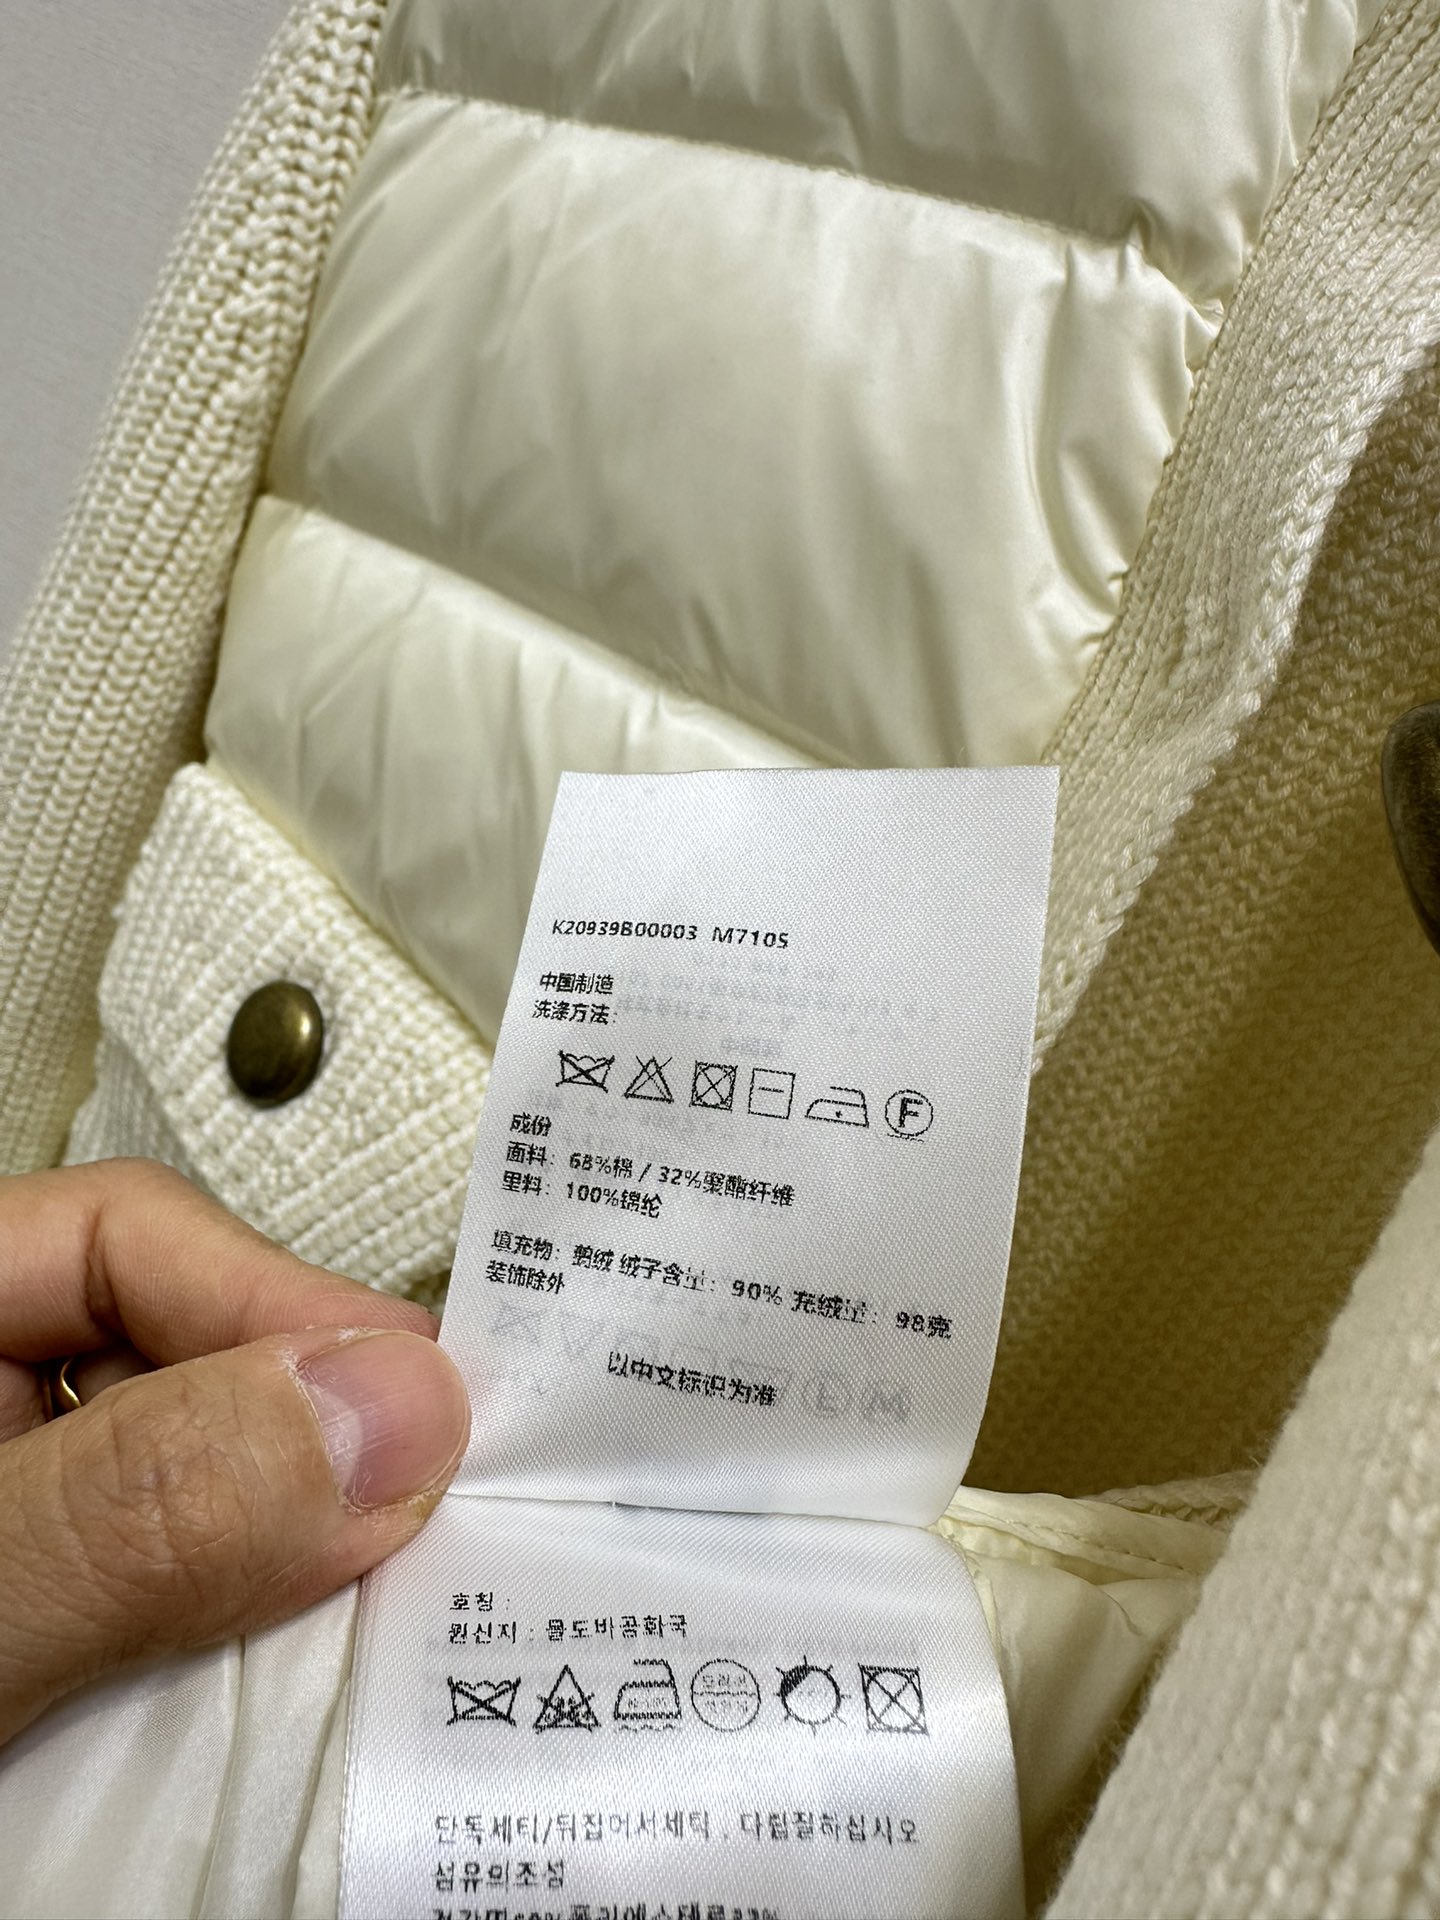 K20939B00003 M7105
中国制造
洗涤方法:
F
成份
面料: 68%棉 / 32%聚酯纤维
里料: 100%锦纶
填充物: 鹅绒 绒子含量: 90% 充绒量: 98克
装饰除外
以中文标识为准
호칭 :
원산지 : 몰도바공화국
단독세탁/뒤집어서세탁 . 다림질하십시오
섬유의조성